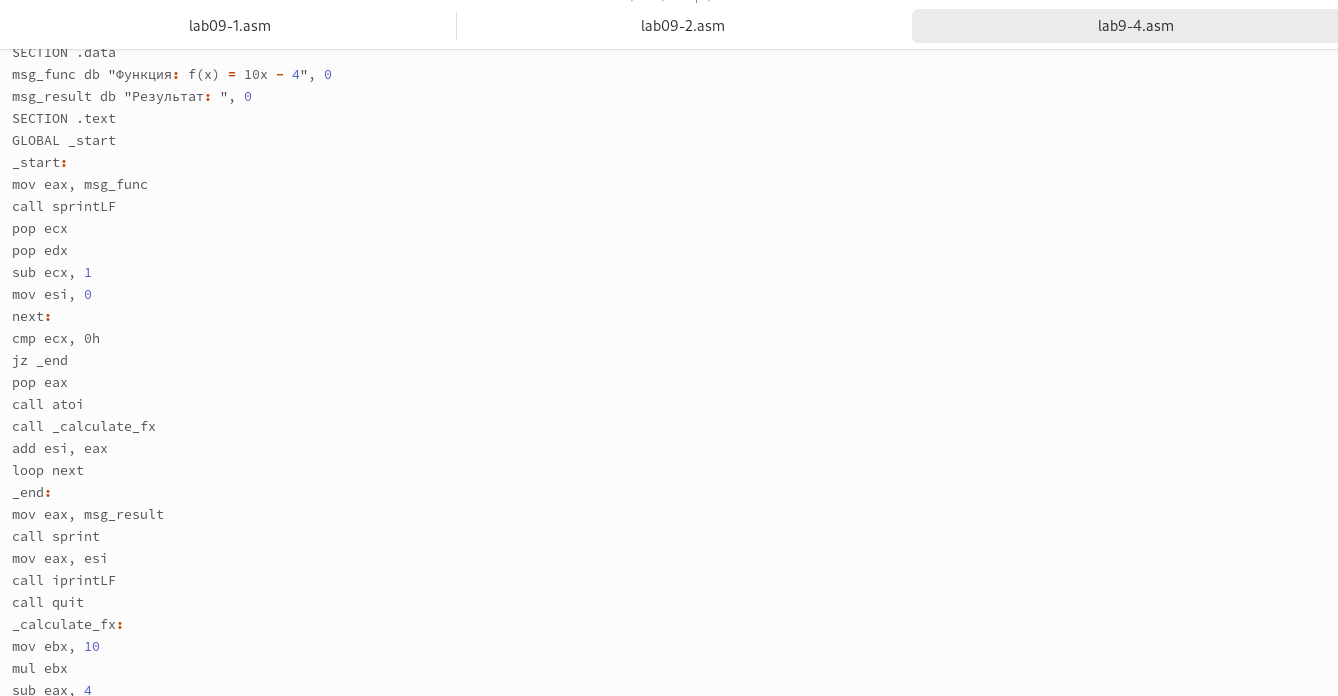 lab09-1.asm
lab09-2.asm
lab9-4.asm
SECTION .data
msg_func db "Функция: f(x) = 10x – 4", 0
msg_result db "Результат: ", 0
SECTION .text
GLOBAL _start
_start:
mov eax, msg_func
call sprintLF
pop ecx
pop edx
sub ecx, 1
mov esi, 0
next:
cmp ecx, 0h
jz _end
pop eax
call atoi
call _calculate_fx
add esi, eax
loop next
_end:
mov eax, msg_result
call sprint
mov eax, esi
call iprintLF
call quit
_calculate_fx:
mov ebx, 10
mul ebx
sub eax, 4